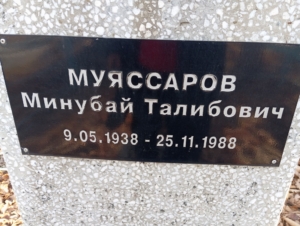 МУЯССАРОВ
Минубай Талибович
9.05.1938 - 25.11.1988